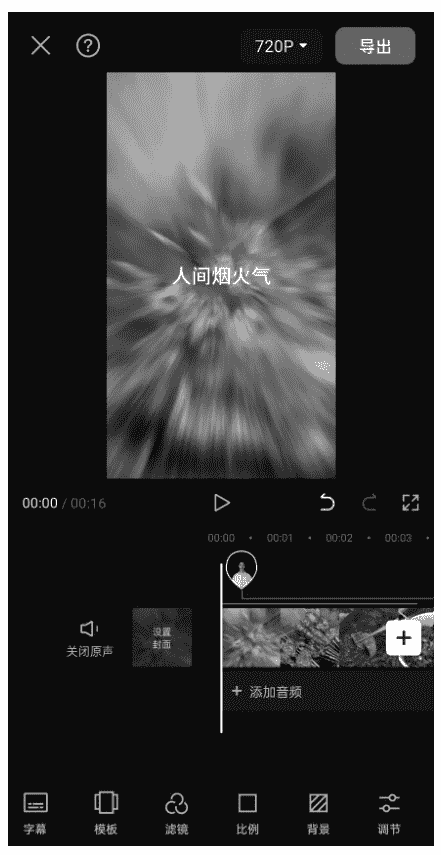 720P
导出
人间烟火气
00:00 / 00:16
00:00 00:01 00:02 00:03
关闭原声
设置
封面
+ 添加音频
字幕 模板 滤镜 比例 背景 调节